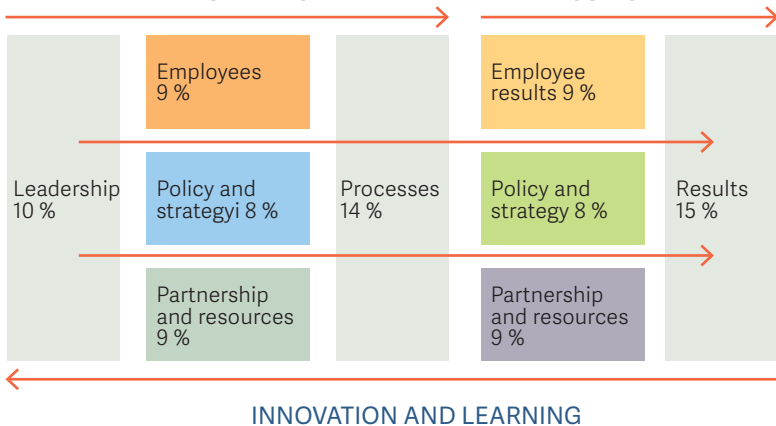 Employees
9 %
Employee
results 9 %
Leadership
10 %
Policy and
strategyi 8 %
Processes
14 %
Policy and
strategy 8 %
Results
15 %
Partnership
and resources
9 %
Partnership
and resources
9 %
INNOVATION AND LEARNING